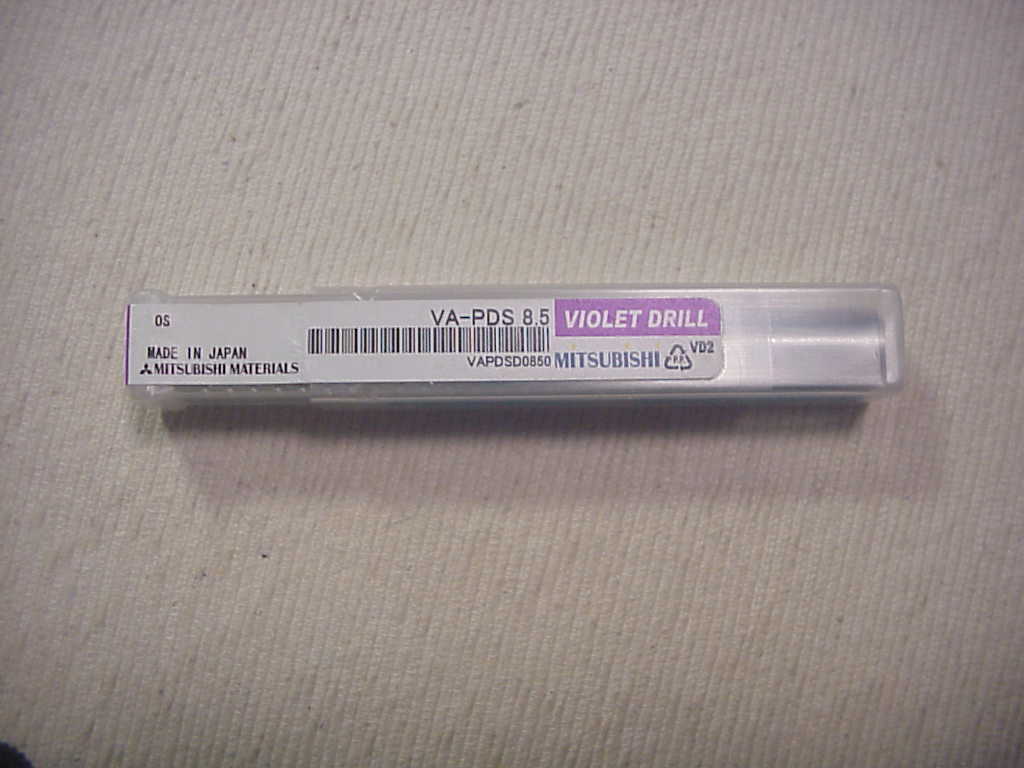 OS
MADE IN JAPAN
MITSUBISHI MATERIALS
VA-PDS 8.5
VAPDSD0850
VIOLET DRILL
MITSUBISHI
P.P.
VD2